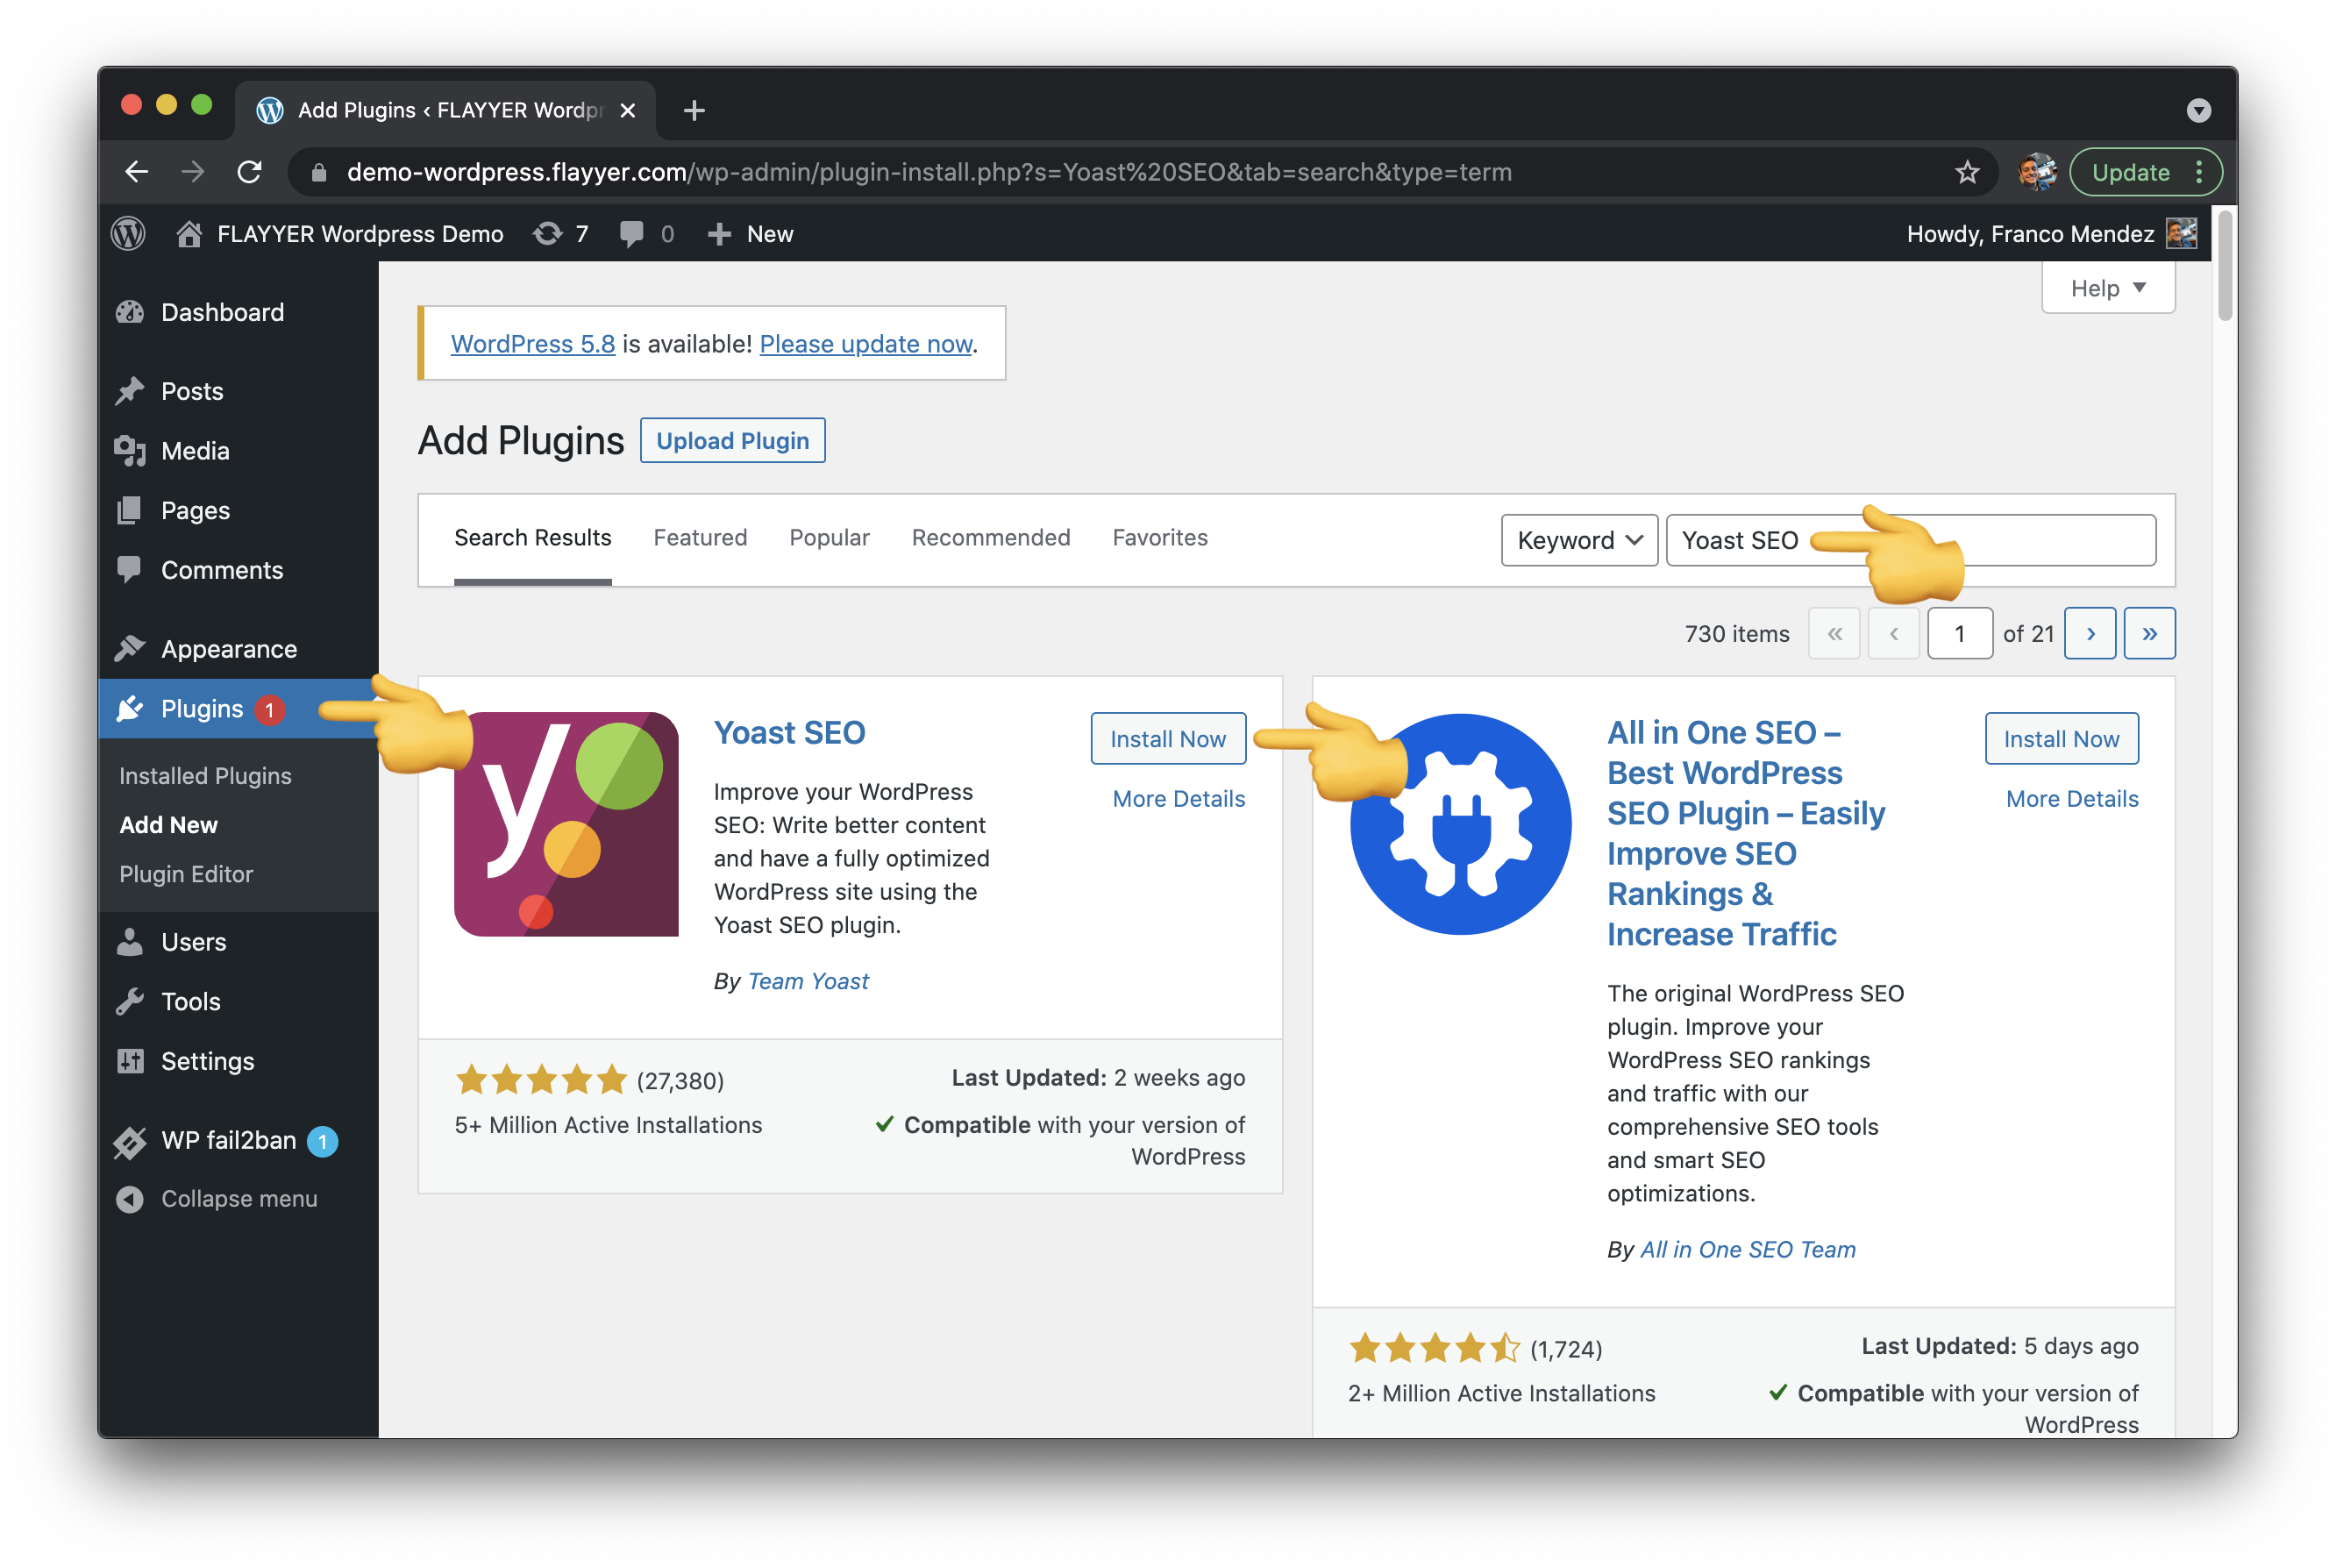 Add Plugins ‹ FLAYYER Wordpr
demo-wordpress.flayyer.com/wp-admin/plugin-install.php?s=Yoast%20SEO&tab=search&type=term
Update
FLAYYER Wordpress Demo
7
0
New
Howdy, Franco Mendez
Help
Dashboard
Posts
Media
Pages
Comments
Appearance
Plugins 1
Installed Plugins
Add New
Plugin Editor
Users
Tools
Settings
WP fail2ban 1
Collapse menu
WordPress 5.8 is available! Please update now.
Add Plugins
Upload Plugin
Search Results
Featured
Popular
Recommended
Favorites
Keyword
Yoast SEO
730 items
«
‹
1
of 21
›
»
y
Yoast SEO
Install Now
More Details
Improve your WordPress
SEO: Write better content
and have a fully optimized
WordPress site using the
Yoast SEO plugin.
By Team Yoast
(27,380)
5+ Million Active Installations
Last Updated: 2 weeks ago
Compatible with your version of
WordPress
All in One SEO –
Best WordPress
SEO Plugin – Easily
Improve SEO
Rankings &
Increase Traffic
Install Now
More Details
The original WordPress SEO
plugin. Improve your
WordPress SEO rankings
and traffic with our
comprehensive SEO tools
and smart SEO
optimizations.
By All in One SEO Team
(1,724)
2+ Million Active Installations
Last Updated: 5 days ago
Compatible with your version of
WordPress